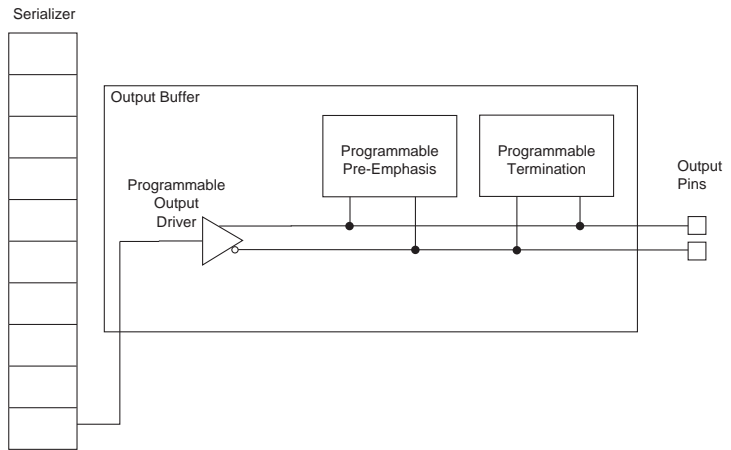 Serializer
Output Buffer
Programmable
Pre-Emphasis
Programmable
Termination
Output
Pins
Programmable
Output
Driver